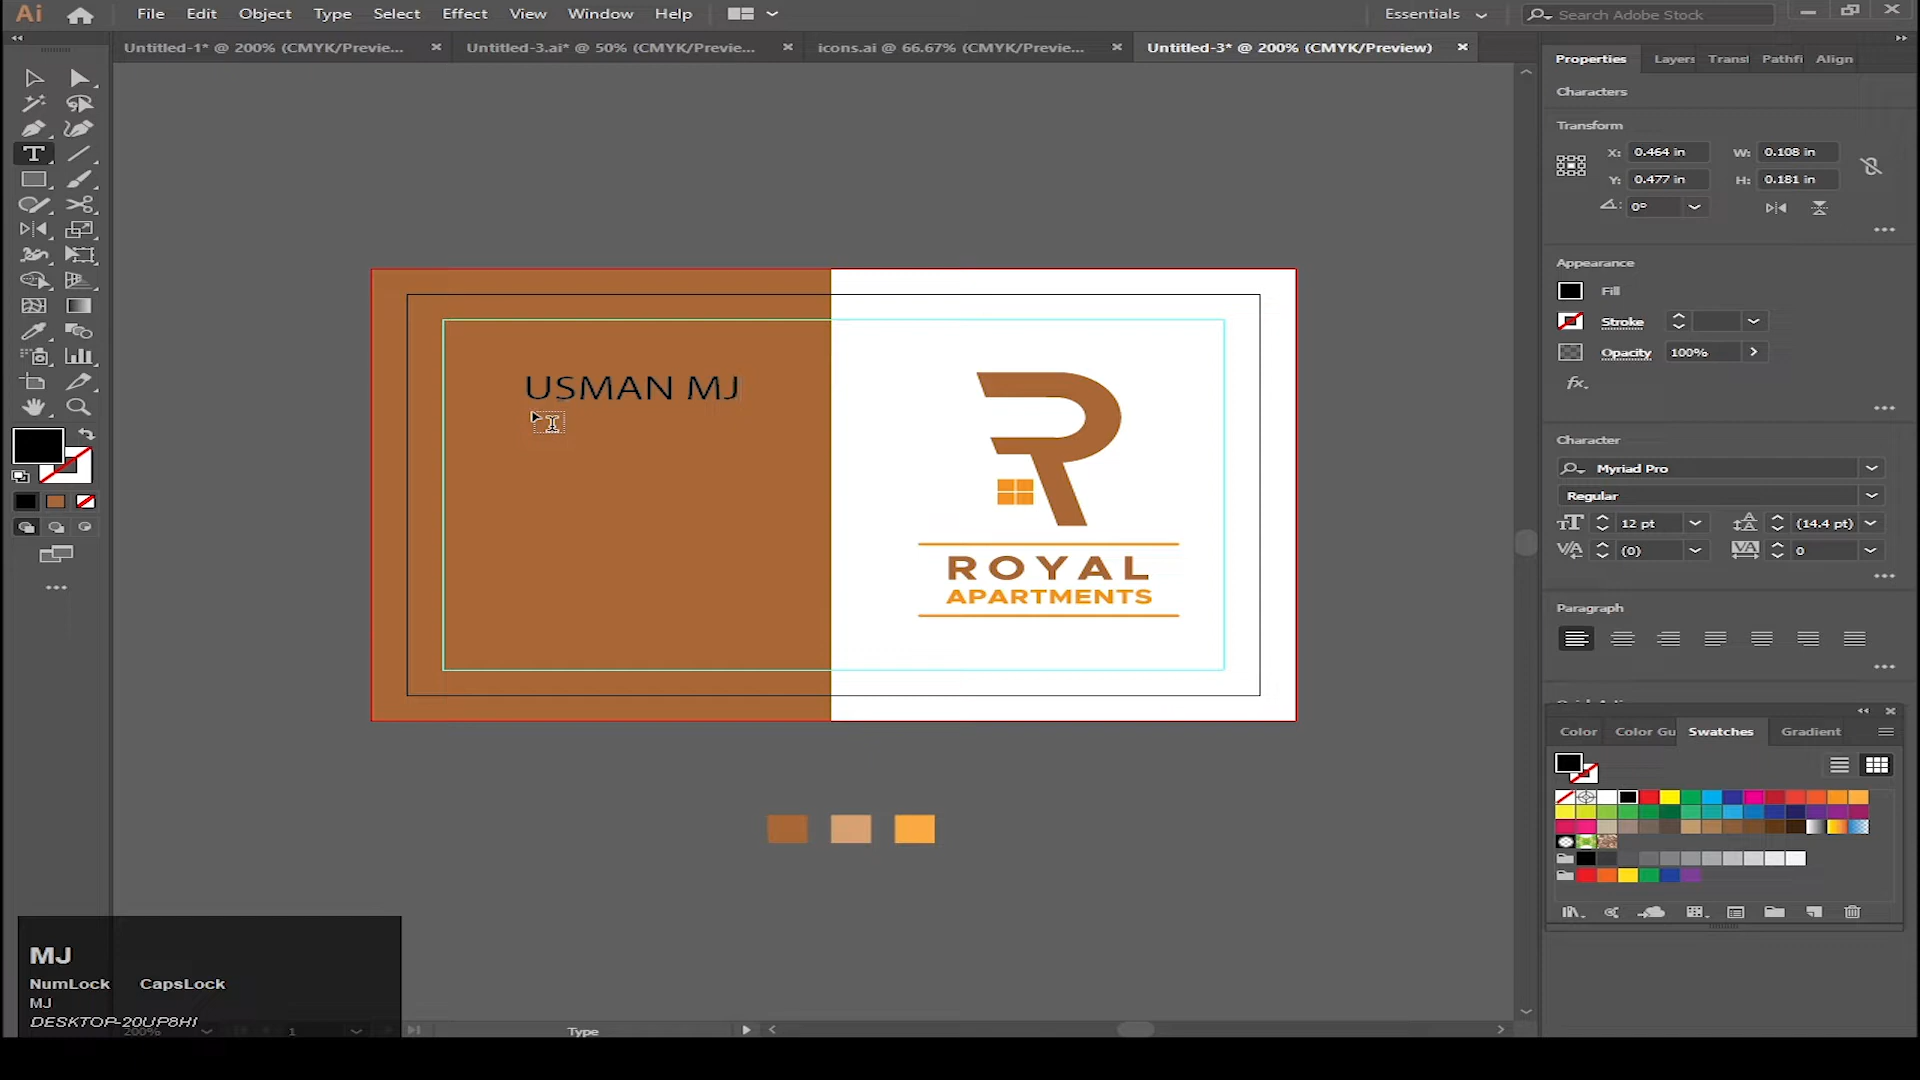 Ai File Edit Object Type Select Effect View Window Help Essentials Search Adobe Stock
Untitled-1* @ 200% (CMYK/Previe... × Untitled-3.ai* @ 50% (CMYK/Previe... × icons.ai @ 66.67% (CMYK/Previe... × Untitled-3* @ 200% (CMYK/Preview) ×
Properties Layers Transf Pathfi Align
Characters
Transform
X: 0.464 in W: 0.108 in
Y: 0.477 in H: 0.181 in
0°
Appearance
Fill
Stroke
Opacity 100%
fx.
Character
Myriad Pro
Regular
12 pt (14.4 pt)
(0) 0
Paragraph
USMAN MJ
ROYAL
APARTMENTS
Color Color Gu Swatches Gradient
MJ
NumLock CapsLock
MJ
DESKTOP-20UP8HI
200% 1 Type